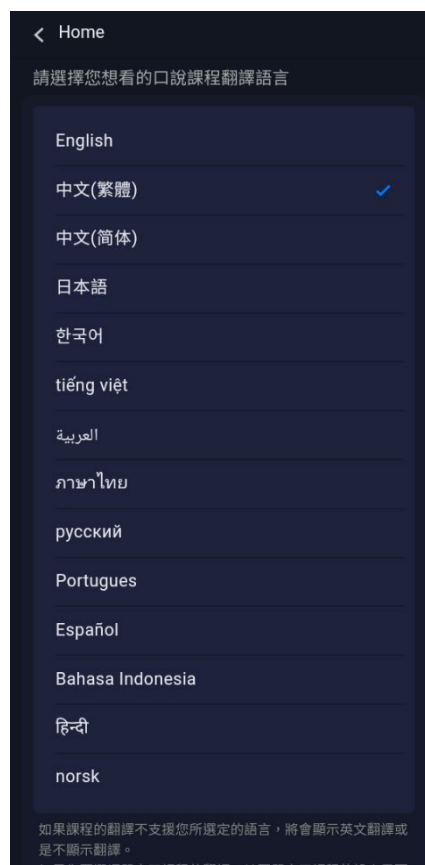 Home
請選擇您想看的口說課程翻譯語言
English
中文(繁體)
中文(简体)
日本語
한국어
tiếng việt
العربية
ภาษาไทย
русский
Portugues
Español
Bahasa Indonesia
हिन्दी
norsk
如果課程的翻譯不支援您所選定的語言，將會顯示英文翻譯或
是不顯示翻譯。